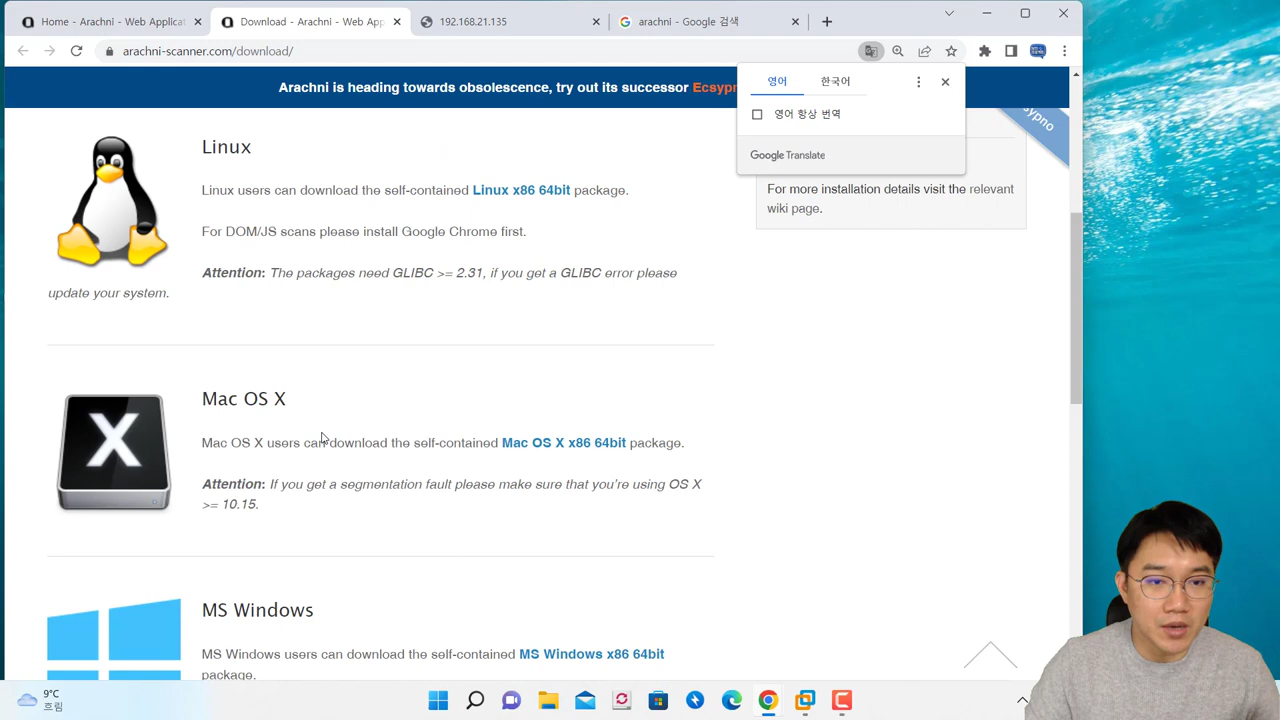 Home - Arachni - Web Applicat
Download - Arachni - Web App
192.168.21.135
arachni - Google 검색
arachni-scanner.com/download/
Arachni is heading towards obsolescence, try out its successor Ecsypn
영어
한국어
영어 항상 번역
Google Translate
sypno
Linux
Linux users can download the self-contained Linux x86 64bit package.
For DOM/JS scans please install Google Chrome first.
Attention: The packages need GLIBC >= 2.31, if you get a GLIBC error please
update your system.
For more installation details visit the relevant
wiki page.
Mac OS X
X
Mac OS X users can download the self-contained Mac OS X x86 64bit package.
Attention: If you get a segmentation fault please make sure that you're using OS X
>= 10.15.
MS Windows
MS Windows users can download the self-contained MS Windows x86 64bit
package.
9°C
흐림